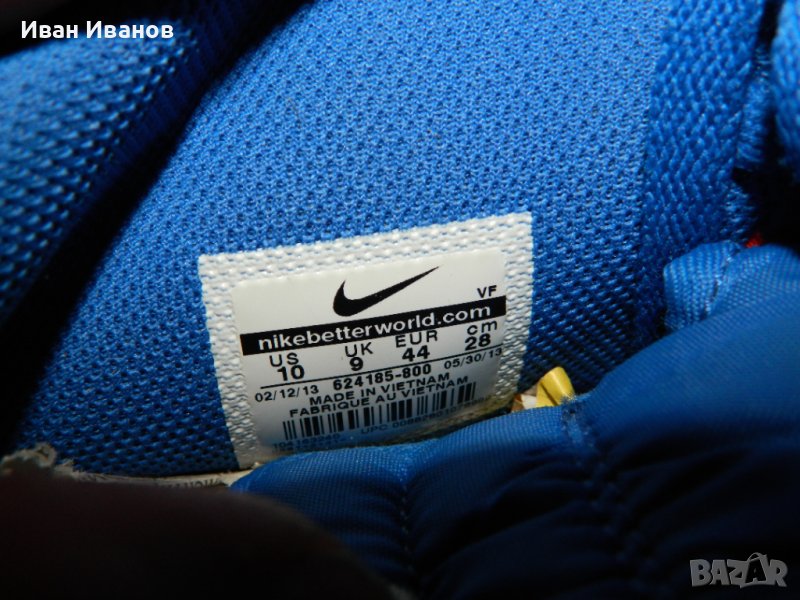 Иван Иванов
VF
nikebetterworld.com
US UK EUR cm
10 9 44 28
02/12/13 624185-800 05/30/13
MADE IN VIETNAM
FABRIQUE AU VIETNAM
UPC
BAZAR